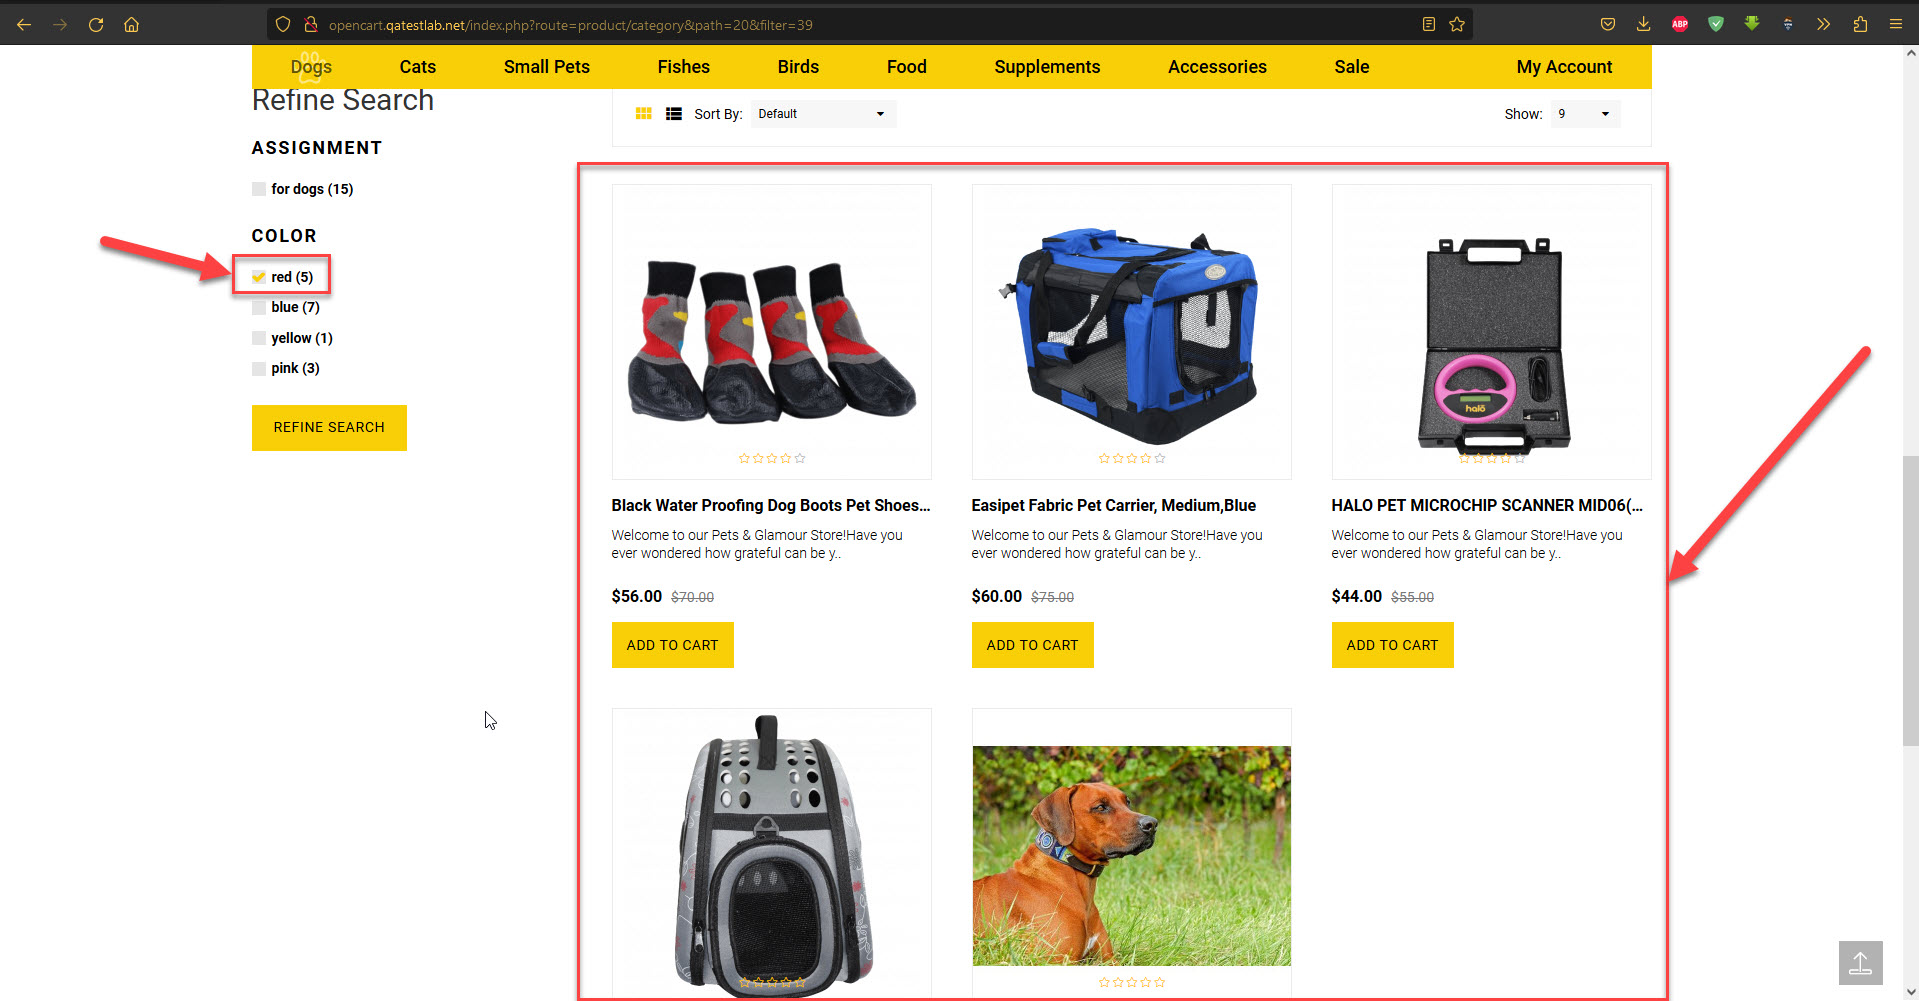 opencart.qatestlab.net/index.php?route=product/category&path=20&filter=39
ABP
Dogs
Cats
Small Pets
Fishes
Birds
Food
Supplements
Accessories
Sale
My Account
Refine Search
ASSIGNMENT
for dogs (15)
COLOR
red (5)
blue (7)
yellow (1)
pink (3)
REFINE SEARCH
Sort By:
Default
Show:
9
halo
Black Water Proofing Dog Boots Pet Shoes...
Welcome to our Pets & Glamour Store!Have you
ever wondered how grateful can be y..
$56.00 $70.00
ADD TO CART
Easipet Fabric Pet Carrier, Medium,Blue
Welcome to our Pets & Glamour Store!Have you
ever wondered how grateful can be y..
$60.00 $75.00
ADD TO CART
HALO PET MICROCHIP SCANNER MID06(...
Welcome to our Pets & Glamour Store!Have you
ever wondered how grateful can be y..
$44.00 $55.00
ADD TO CART